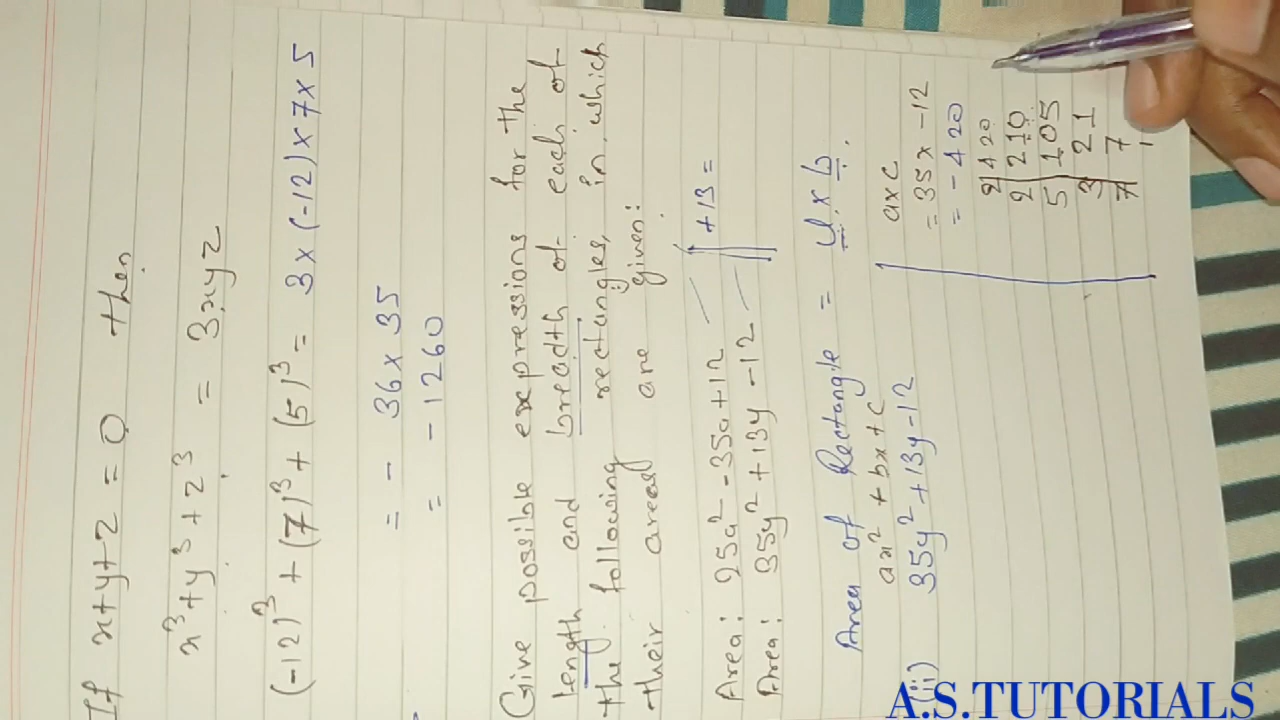 If x+y+z = 0 then
x³+y³+z³ = 3xyz
(-12)³ + (7)³ + (5)³ = 3×(-12)×7×5
= - 36×35
= -1260
Give possible expressions for the
length and breadth of each of
the following rectangles, in which
their areas are given:
Area: 25a²-35a+12
Area: 35y²+13y-12
+13 =
Area of Rectangle = l×b.
ax²+bx+c
(ii) 35y²+13y-12
a×c
= 35×-12
= -420
2|420
2|210
5|105
3|21
7|7
1
A.S.TUTORIALS